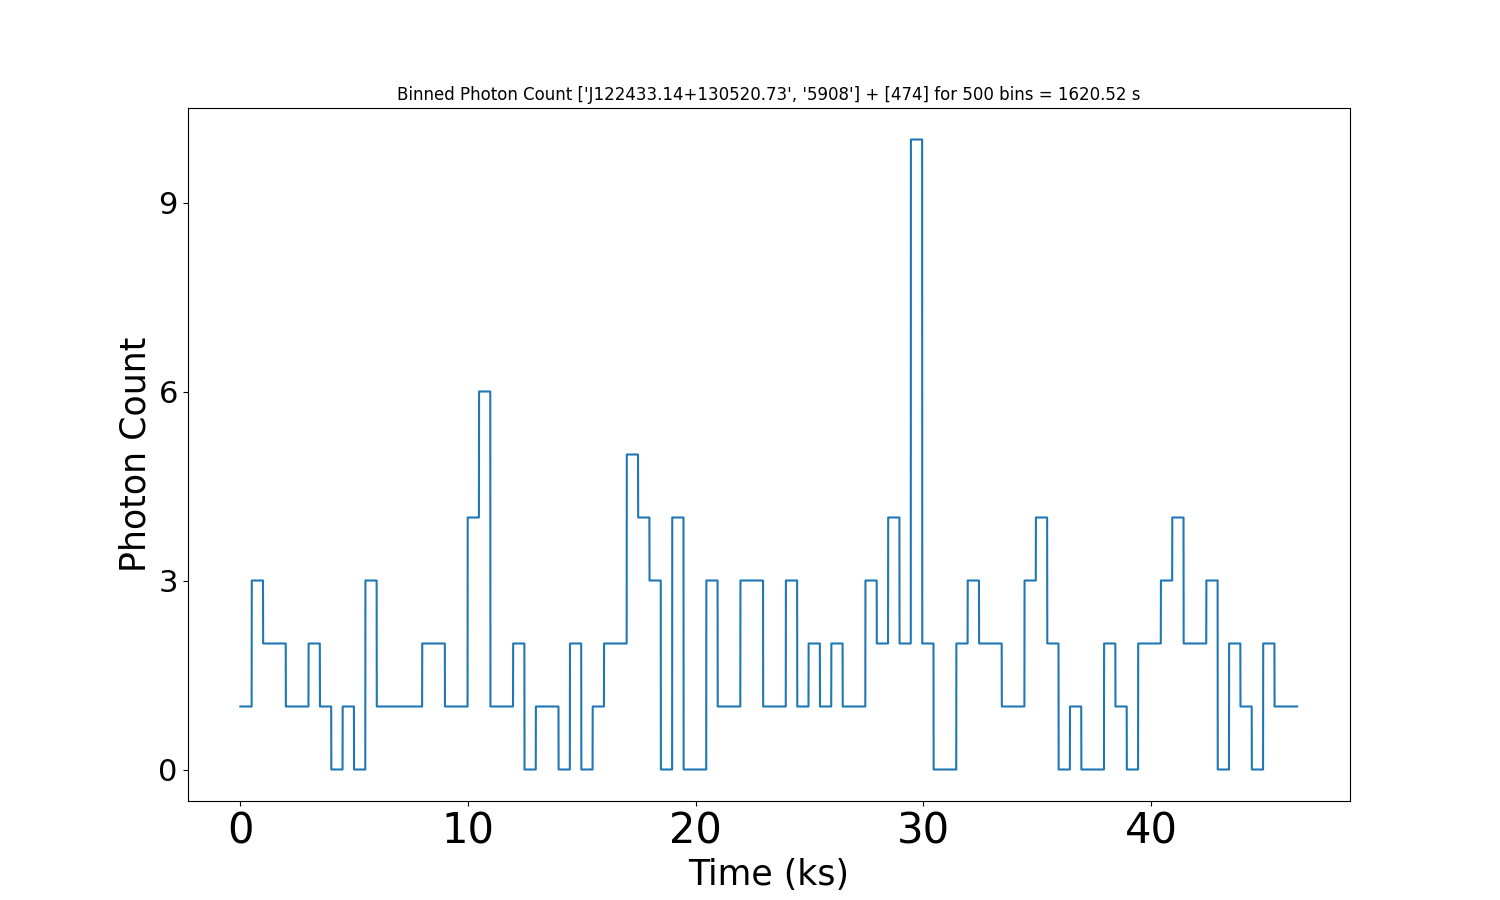 Binned Photon Count ['J122433.14+130520.73', '5908'] + [474] for 500 bins = 1620.52 s
Photon Count
9
6
3
0
0 10 20 30 40
Time (ks)